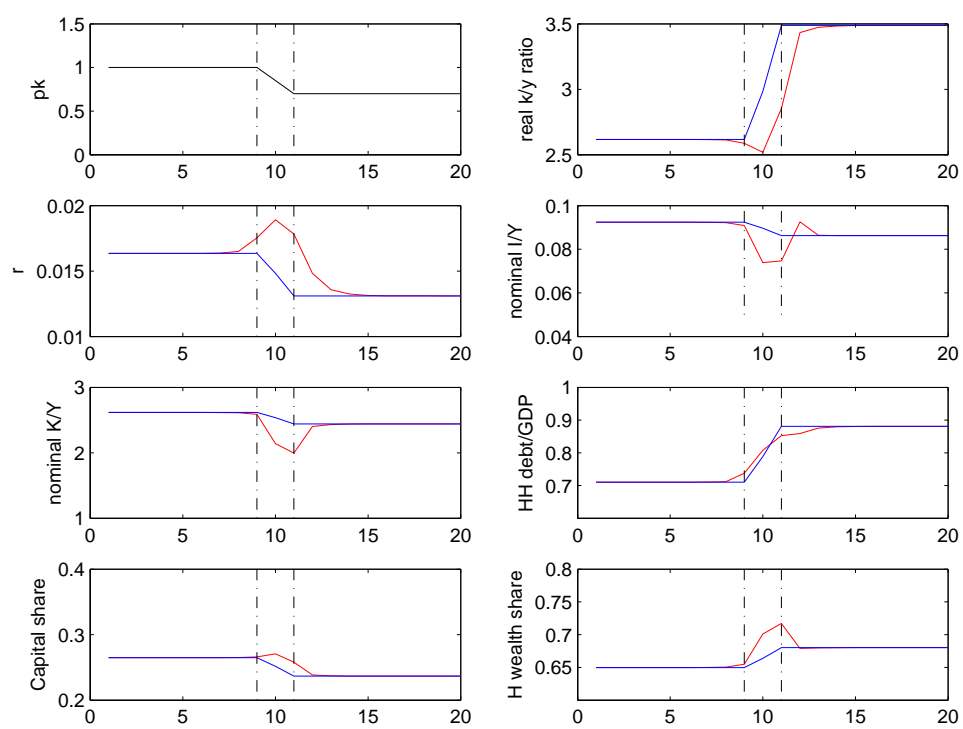 1.5
1
0.5
0
pk
0 5 10 15 20
3.5
3
2.5
real k/y ratio
0 5 10 15 20
0.02
0.015
0.01
r
0 5 10 15 20
0.1
0.08
0.06
0.04
nominal I/Y
0 5 10 15 20
3
2
1
nominal K/Y
0 5 10 15 20
1
0.9
0.8
0.7
0.6
HH debt/GDP
0 5 10 15 20
0.4
0.3
0.2
Capital share
0 5 10 15 20
0.8
0.75
0.7
0.65
H wealth share
0 5 10 15 20